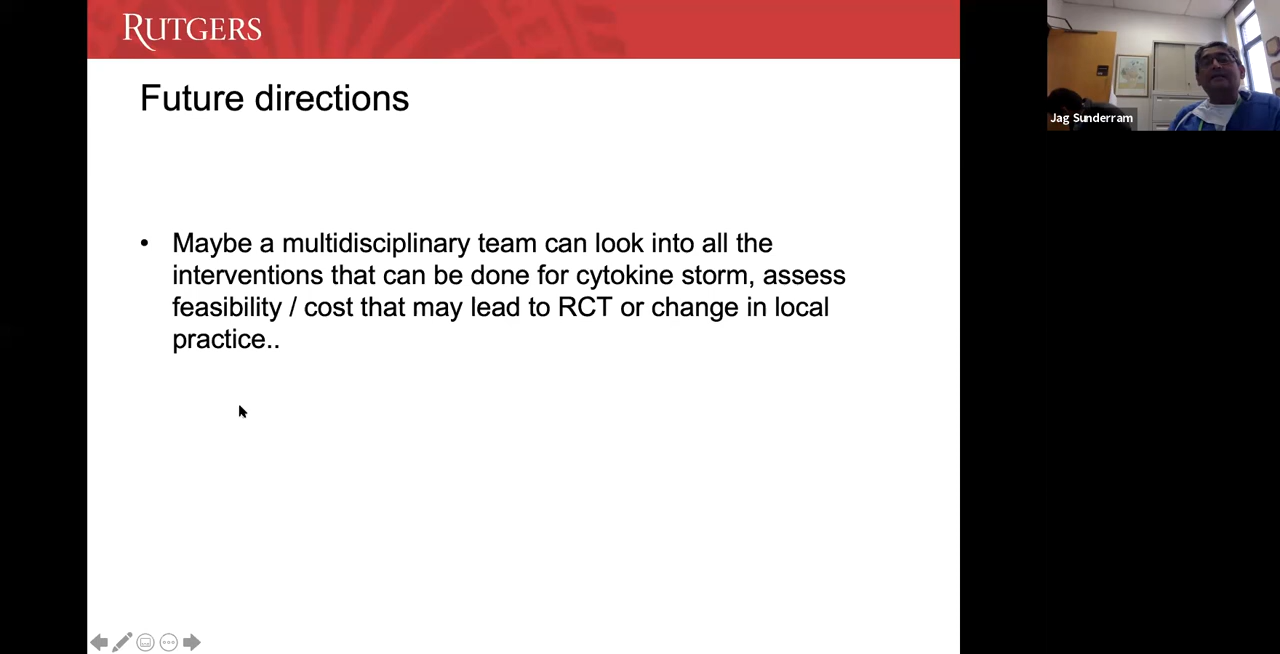 RUTGERS
Future directions
• Maybe a multidisciplinary team can look into all the
interventions that can be done for cytokine storm, assess
feasibility / cost that may lead to RCT or change in local
practice..
Jag Sunderram